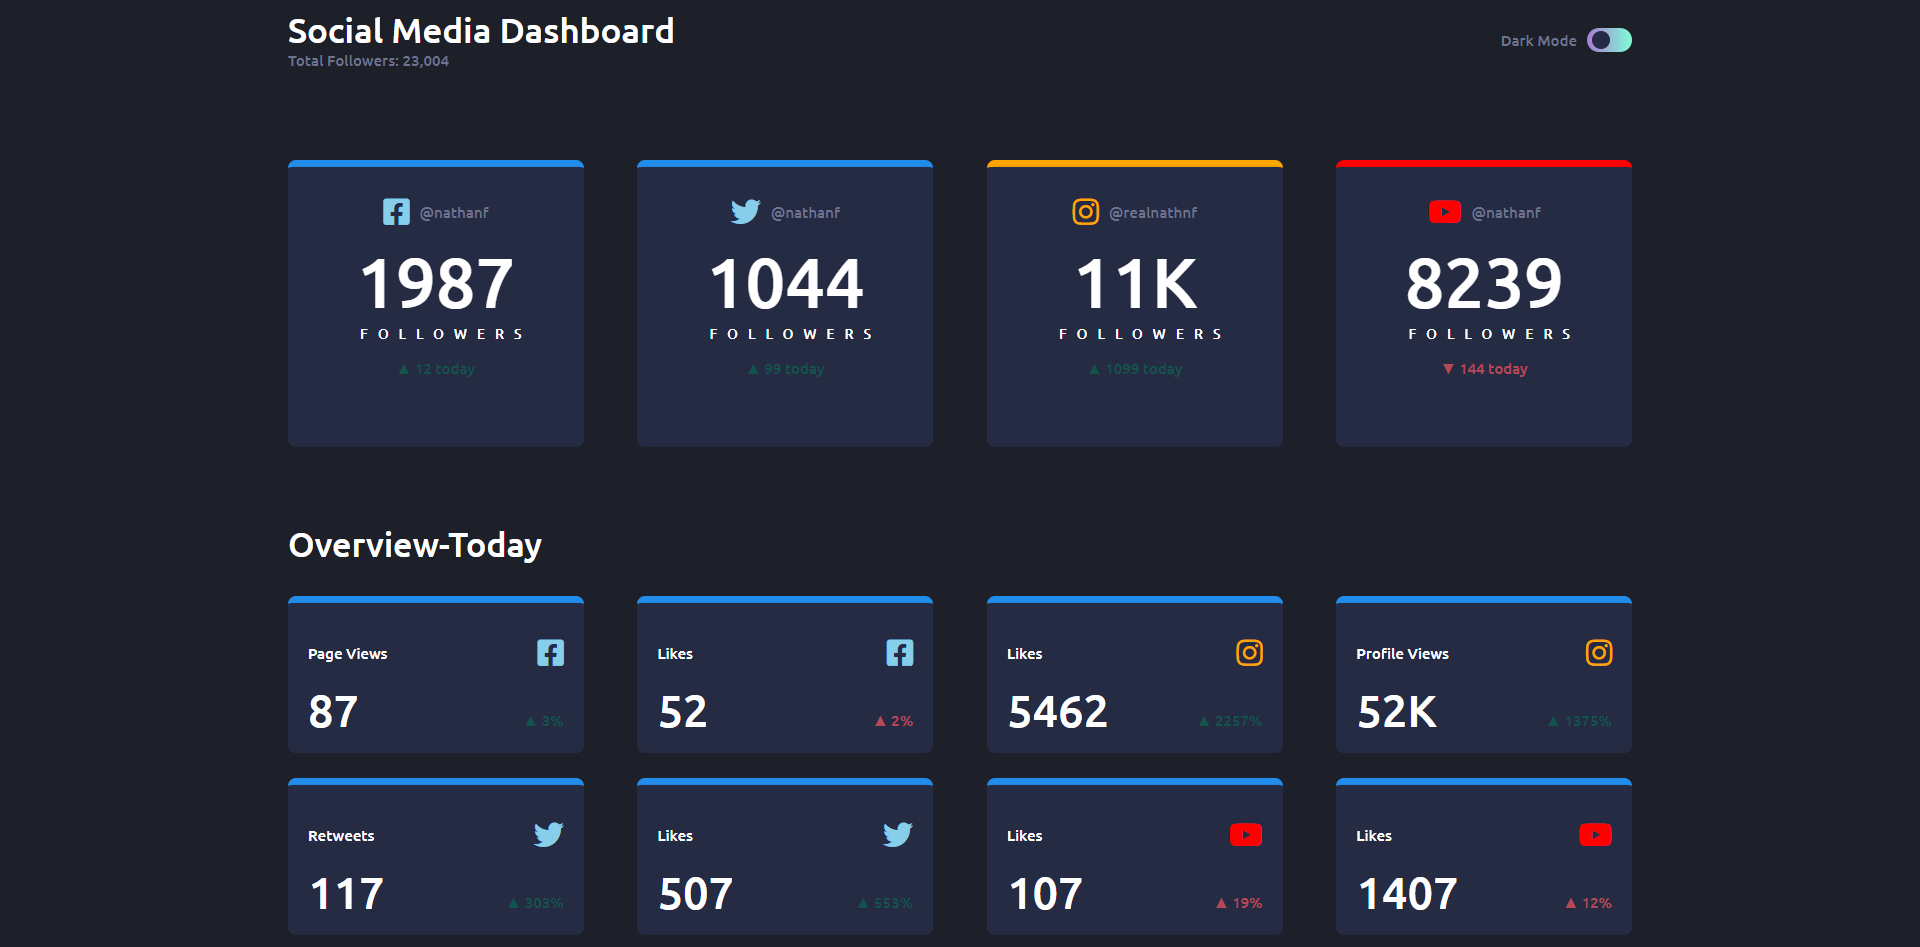 Social Media Dashboard
Total Followers: 23,004
Dark Mode
@nathanf
1987
FOLLOWERS
▲ 12 today
@nathanf
1044
FOLLOWERS
▲ 99 today
@realnathnf
11K
FOLLOWERS
▲ 1099 today
@nathanf
8239
FOLLOWERS
▼ 144 today
Overview-Today
Page Views
87
▲ 3%
Likes
52
▲ 2%
Likes
5462
▲ 2257%
Profile Views
52K
▲ 1375%
Retweets
117
▲ 303%
Likes
507
▲ 553%
Likes
107
▲ 19%
Likes
1407
▲ 12%